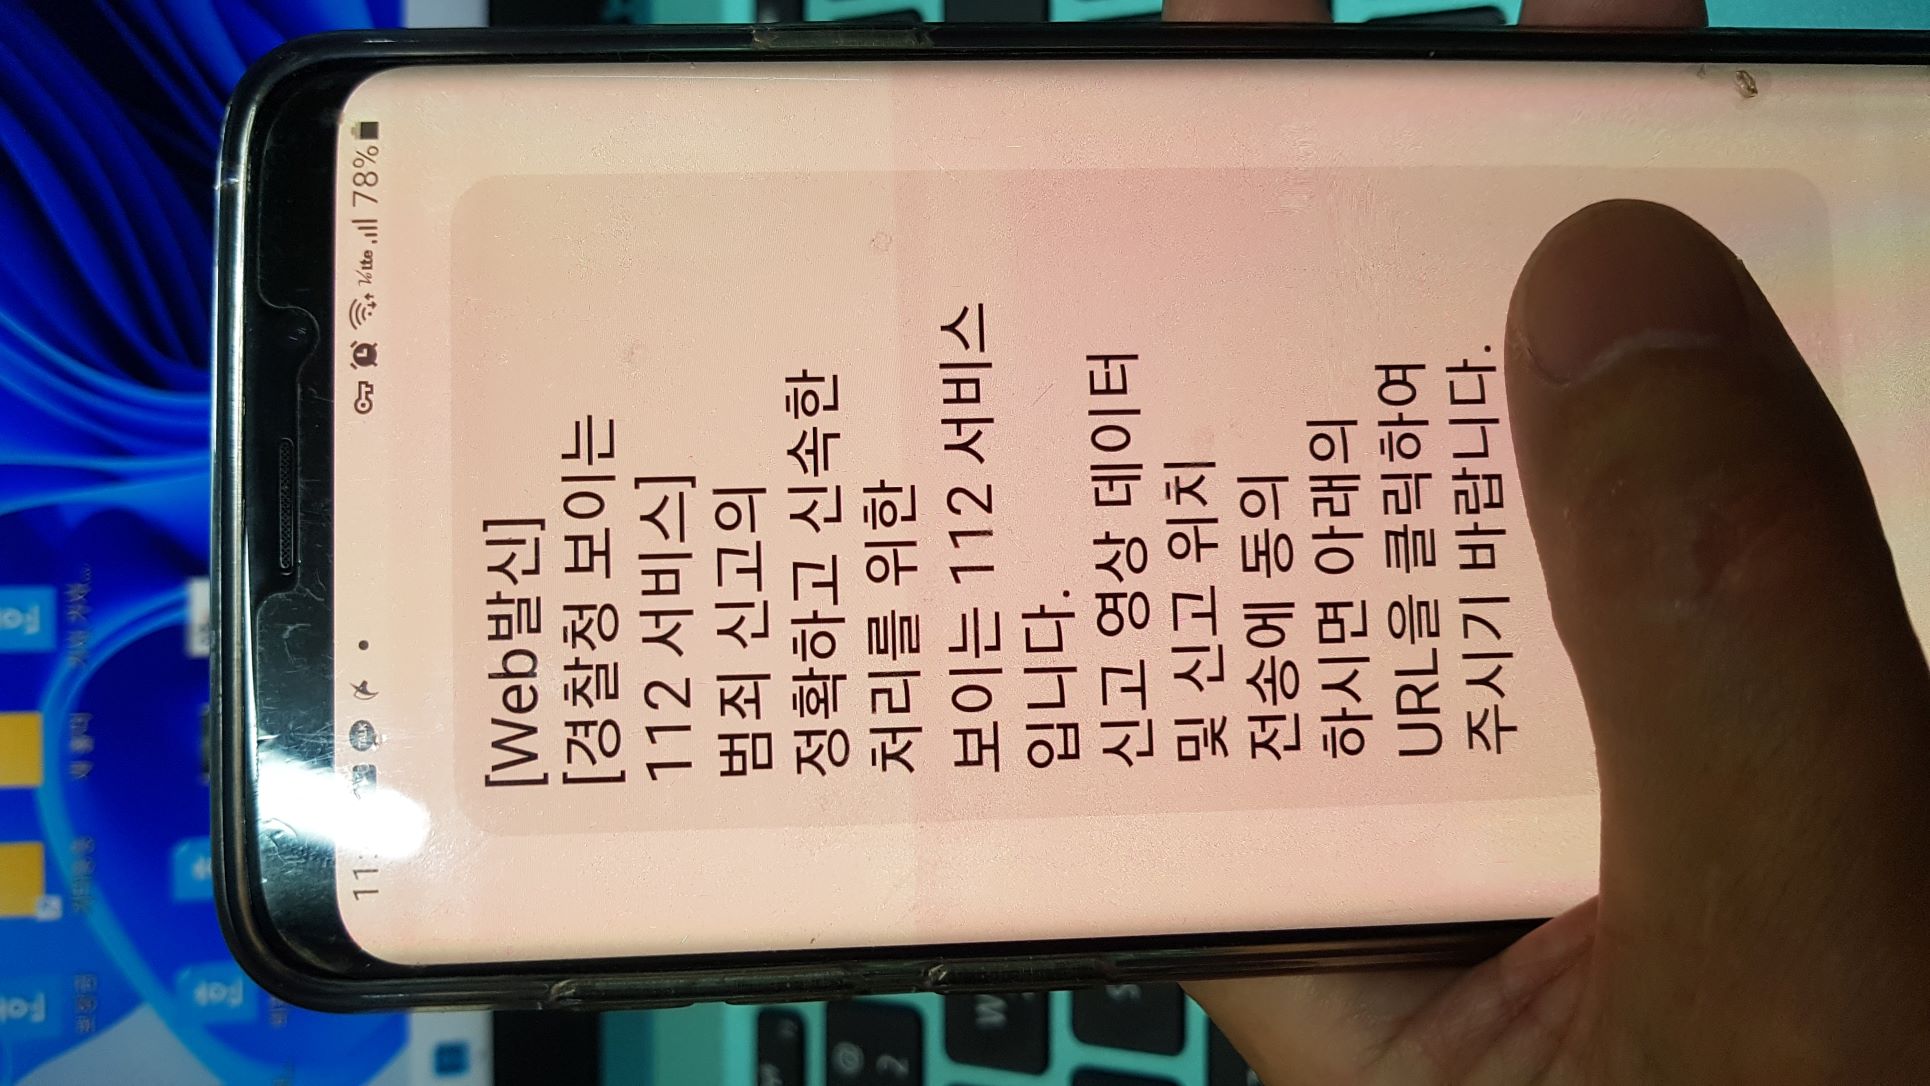 [Web발신]
[경찰청 보이는
112 서비스]
범죄 신고의
정확하고 신속한
처리를 위한
보이는 112 서비스
입니다.
신고 영상 데이터
및 신고 위치
전송에 동의
하시면 아래의
URL을 클릭하여
주시기 바랍니다.
78%
TALK
W
S
@
2